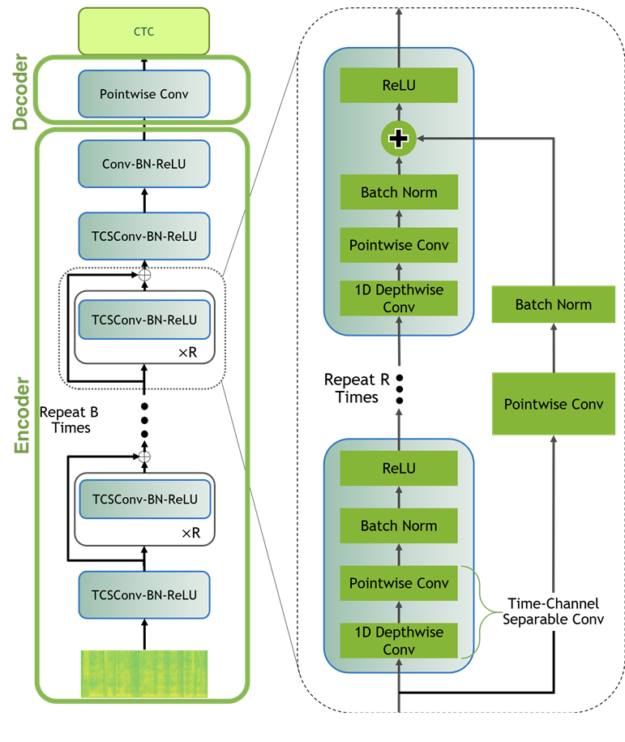 CTC
Decoder
Pointwise Conv
Encoder
Conv-BN-ReLU
TCSConv-BN-ReLU
TCSConv-BN-ReLU
×R
Repeat B
Times
TCSConv-BN-ReLU
×R
TCSConv-BN-ReLU
ReLU
+
Batch Norm
Pointwise Conv
1D Depthwise
Conv
Batch Norm
Pointwise Conv
Repeat R
Times
ReLU
Batch Norm
Pointwise Conv
1D Depthwise
Conv
Time-Channel
Separable Conv